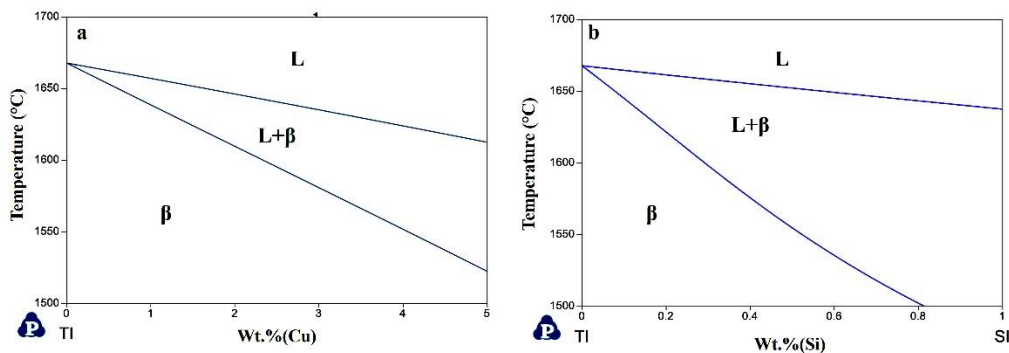 a
1700
1650
1600
1550
1500
Temperature (°C)
L
L+β
β
0
1
2
3
4
5
P
TI
Wt.%(Cu)
b
1700
1650
1600
1550
1500
Temperature (°C)
L
L+β
β
0
0.2
0.4
0.6
0.8
1
P
TI
Wt.%(Si)
SI